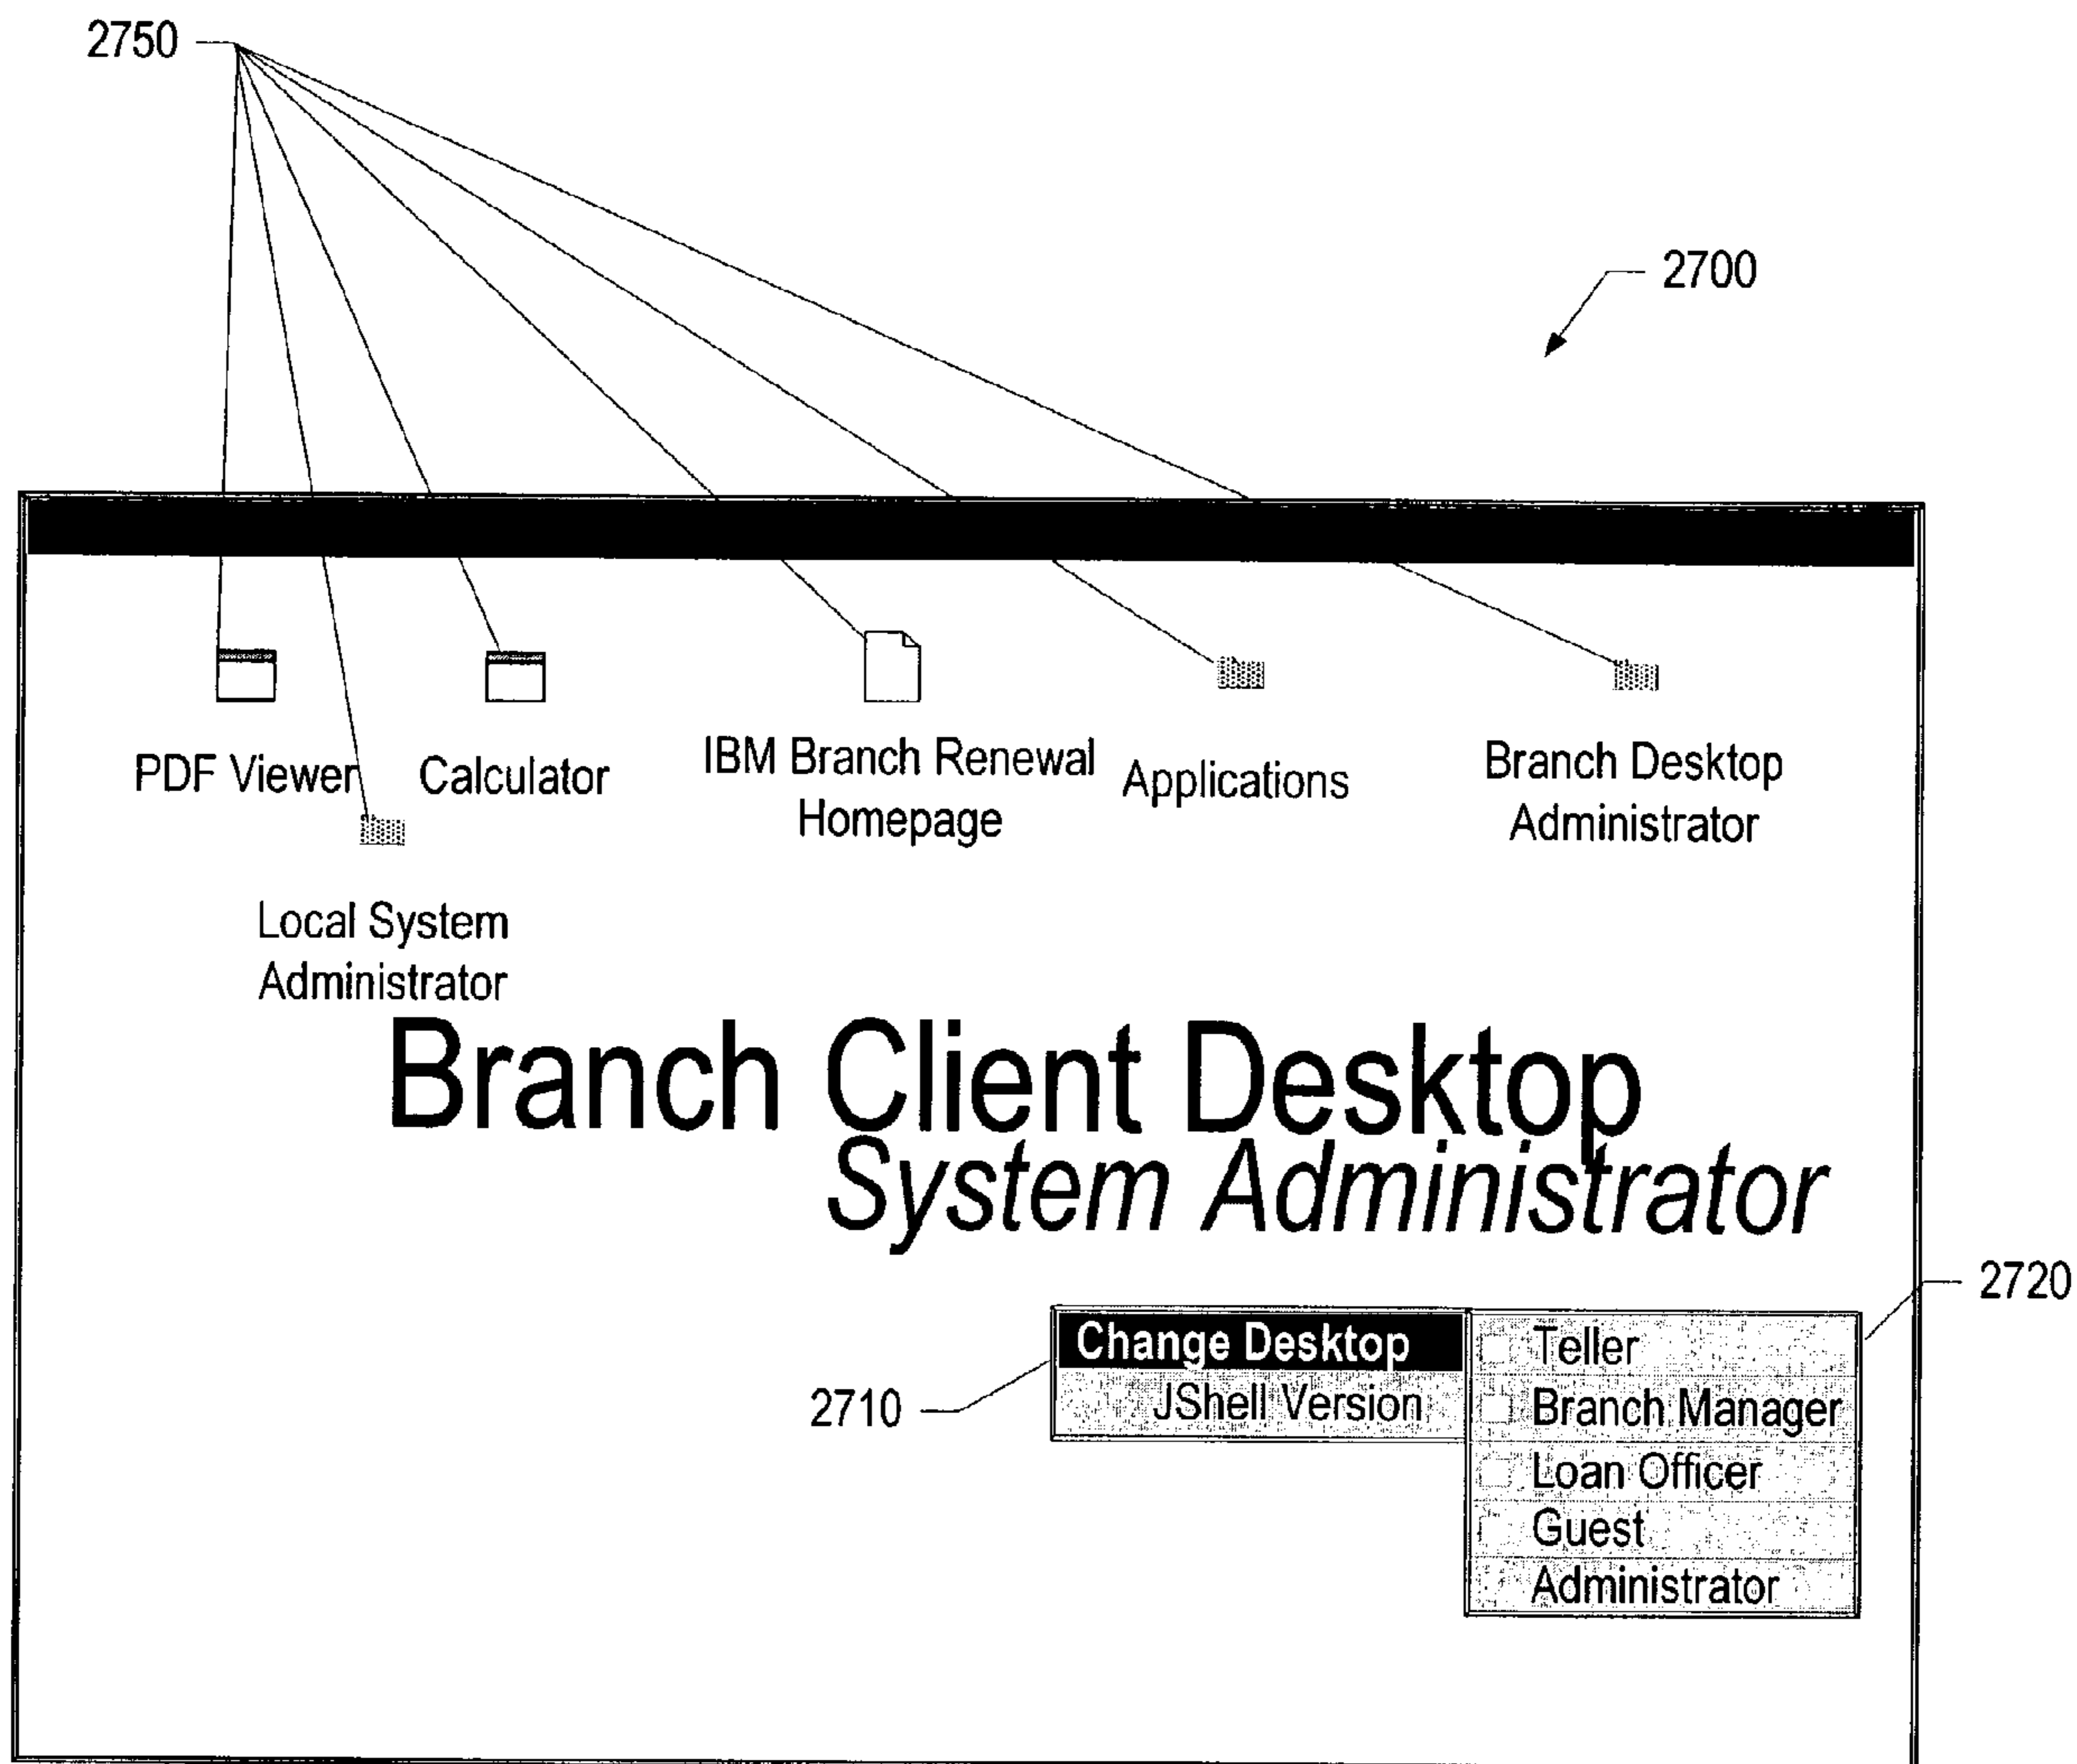 2750
2700
PDF Viewer
Calculator
IBM Branch Renewal
Homepage
Applications
Branch Desktop
Administrator
Local System
Administrator
Branch Client Desktop
System Administrator
2720
Change Desktop
JShell Version
2710
Teller
Branch Manager
Loan Officer
Guest
Administrator